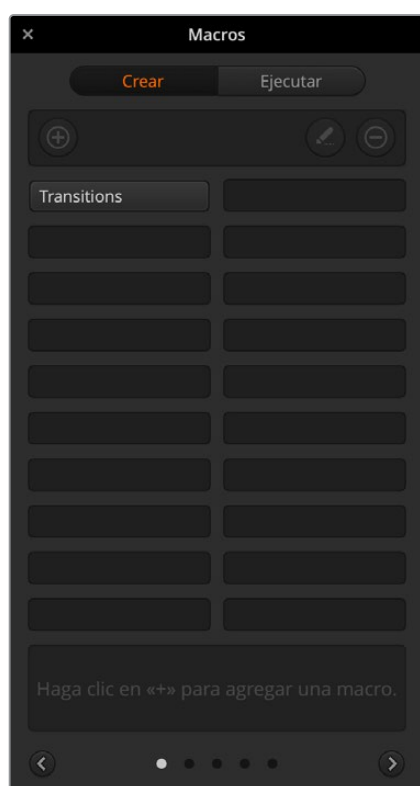 Macros
Crear Ejecutar
Transitions
Haga clic en «+» para agregar una macro.